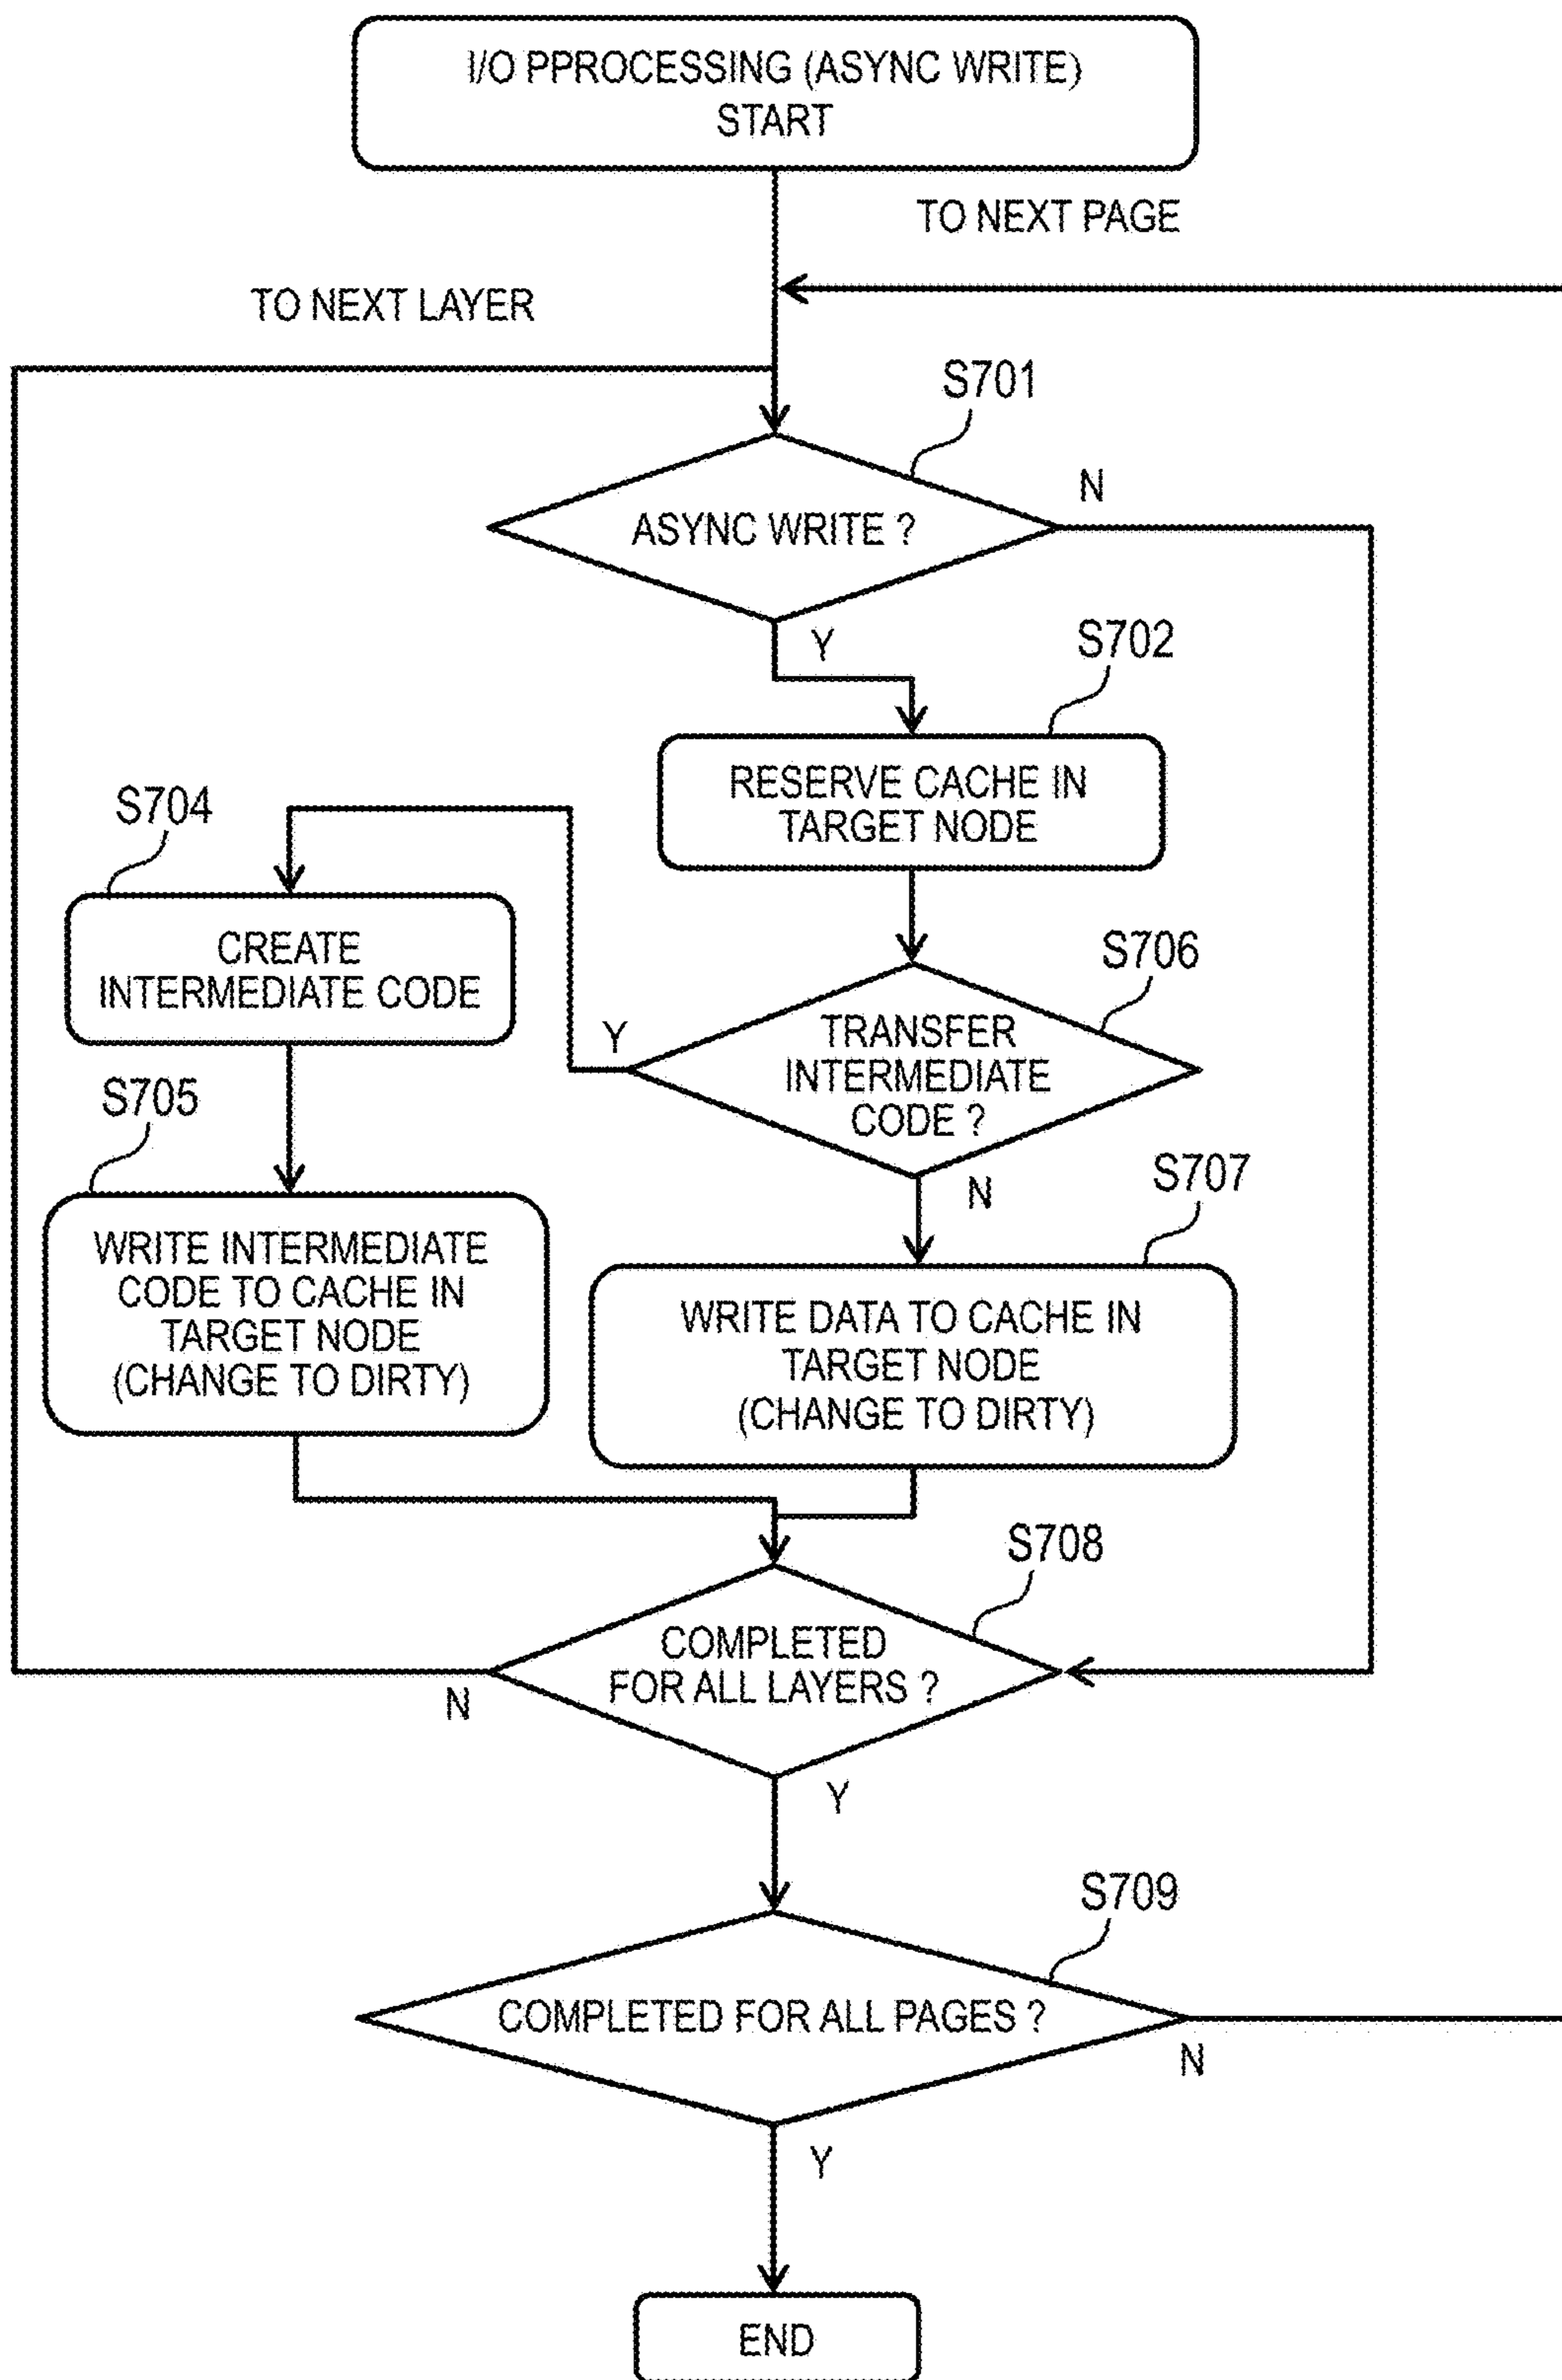 I/O PPROCESSING (ASYNC WRITE)
START
TO NEXT PAGE
TO NEXT LAYER
S701
N
ASYNC WRITE ?
Y
S702
RESERVE CACHE IN
TARGET NODE
S704
CREATE
INTERMEDIATE CODE
S706
Y
TRANSFER
INTERMEDIATE
CODE ?
S705
N
S707
WRITE INTERMEDIATE
CODE TO CACHE IN
TARGET NODE
(CHANGE TO DIRTY)
WRITE DATA TO CACHE IN
TARGET NODE
(CHANGE TO DIRTY)
S708
COMPLETED
FOR ALL LAYERS ?
N
Y
S709
COMPLETED FOR ALL PAGES ?
N
Y
END